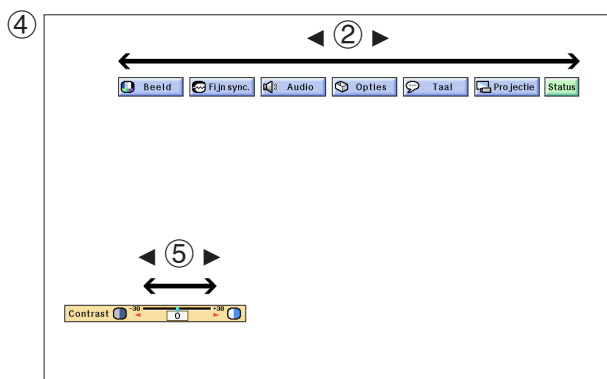 ④
◄ ② ►
Beeld Fijn sync. Audio Opties Taal Projectie Status
◄ ⑤ ►
Contrast -30 0 +30